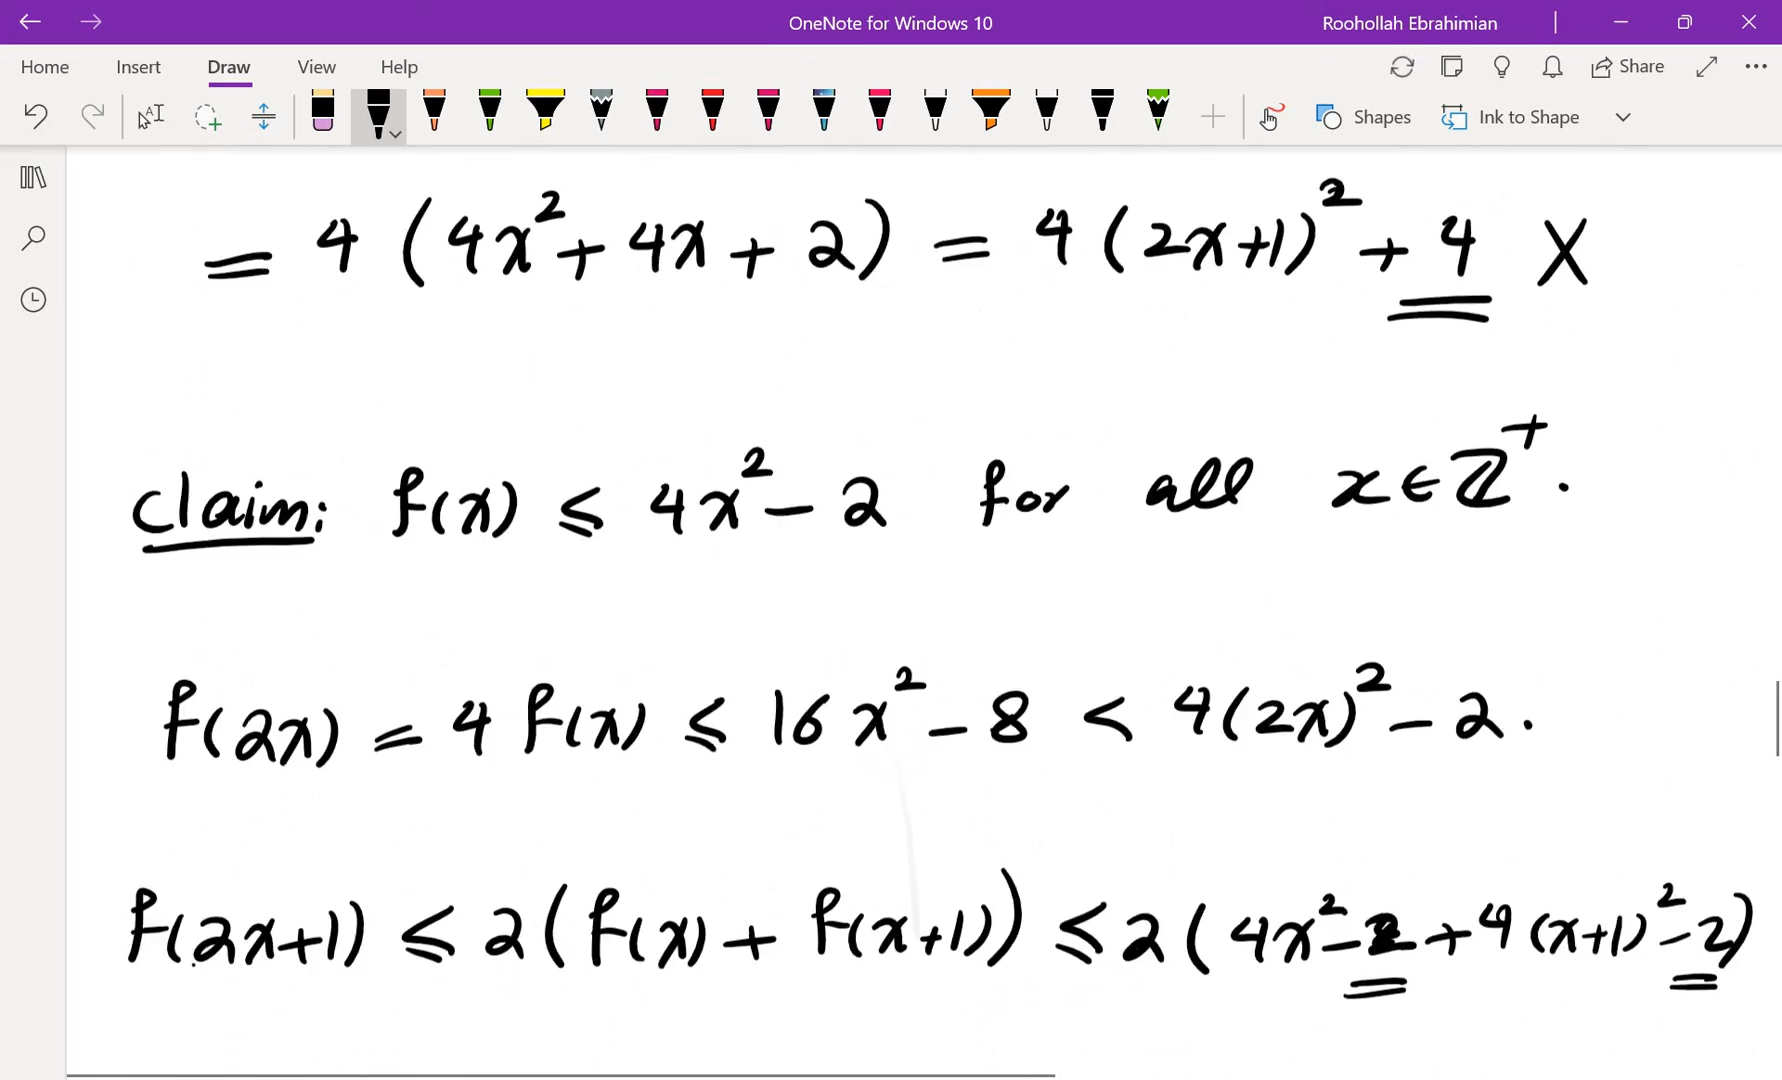 OneNote for Windows 10
Roohollah Ebrahimian
Home Insert Draw View Help
Share
Shapes
Ink to Shape
= 4 (4x² + 4x + 2) = 4 (2x+1)² + 4 X
Claim: f(x) ≤ 4x² - 2 for all x ∈ ℤ⁺.
f(2x) = 4 f(x) ≤ 16x² - 8 < 4(2x)² - 2.
f(2x+1) ≤ 2(f(x) + f(x+1)) ≤ 2(4x² - 2 + 4(x+1)² - 2)